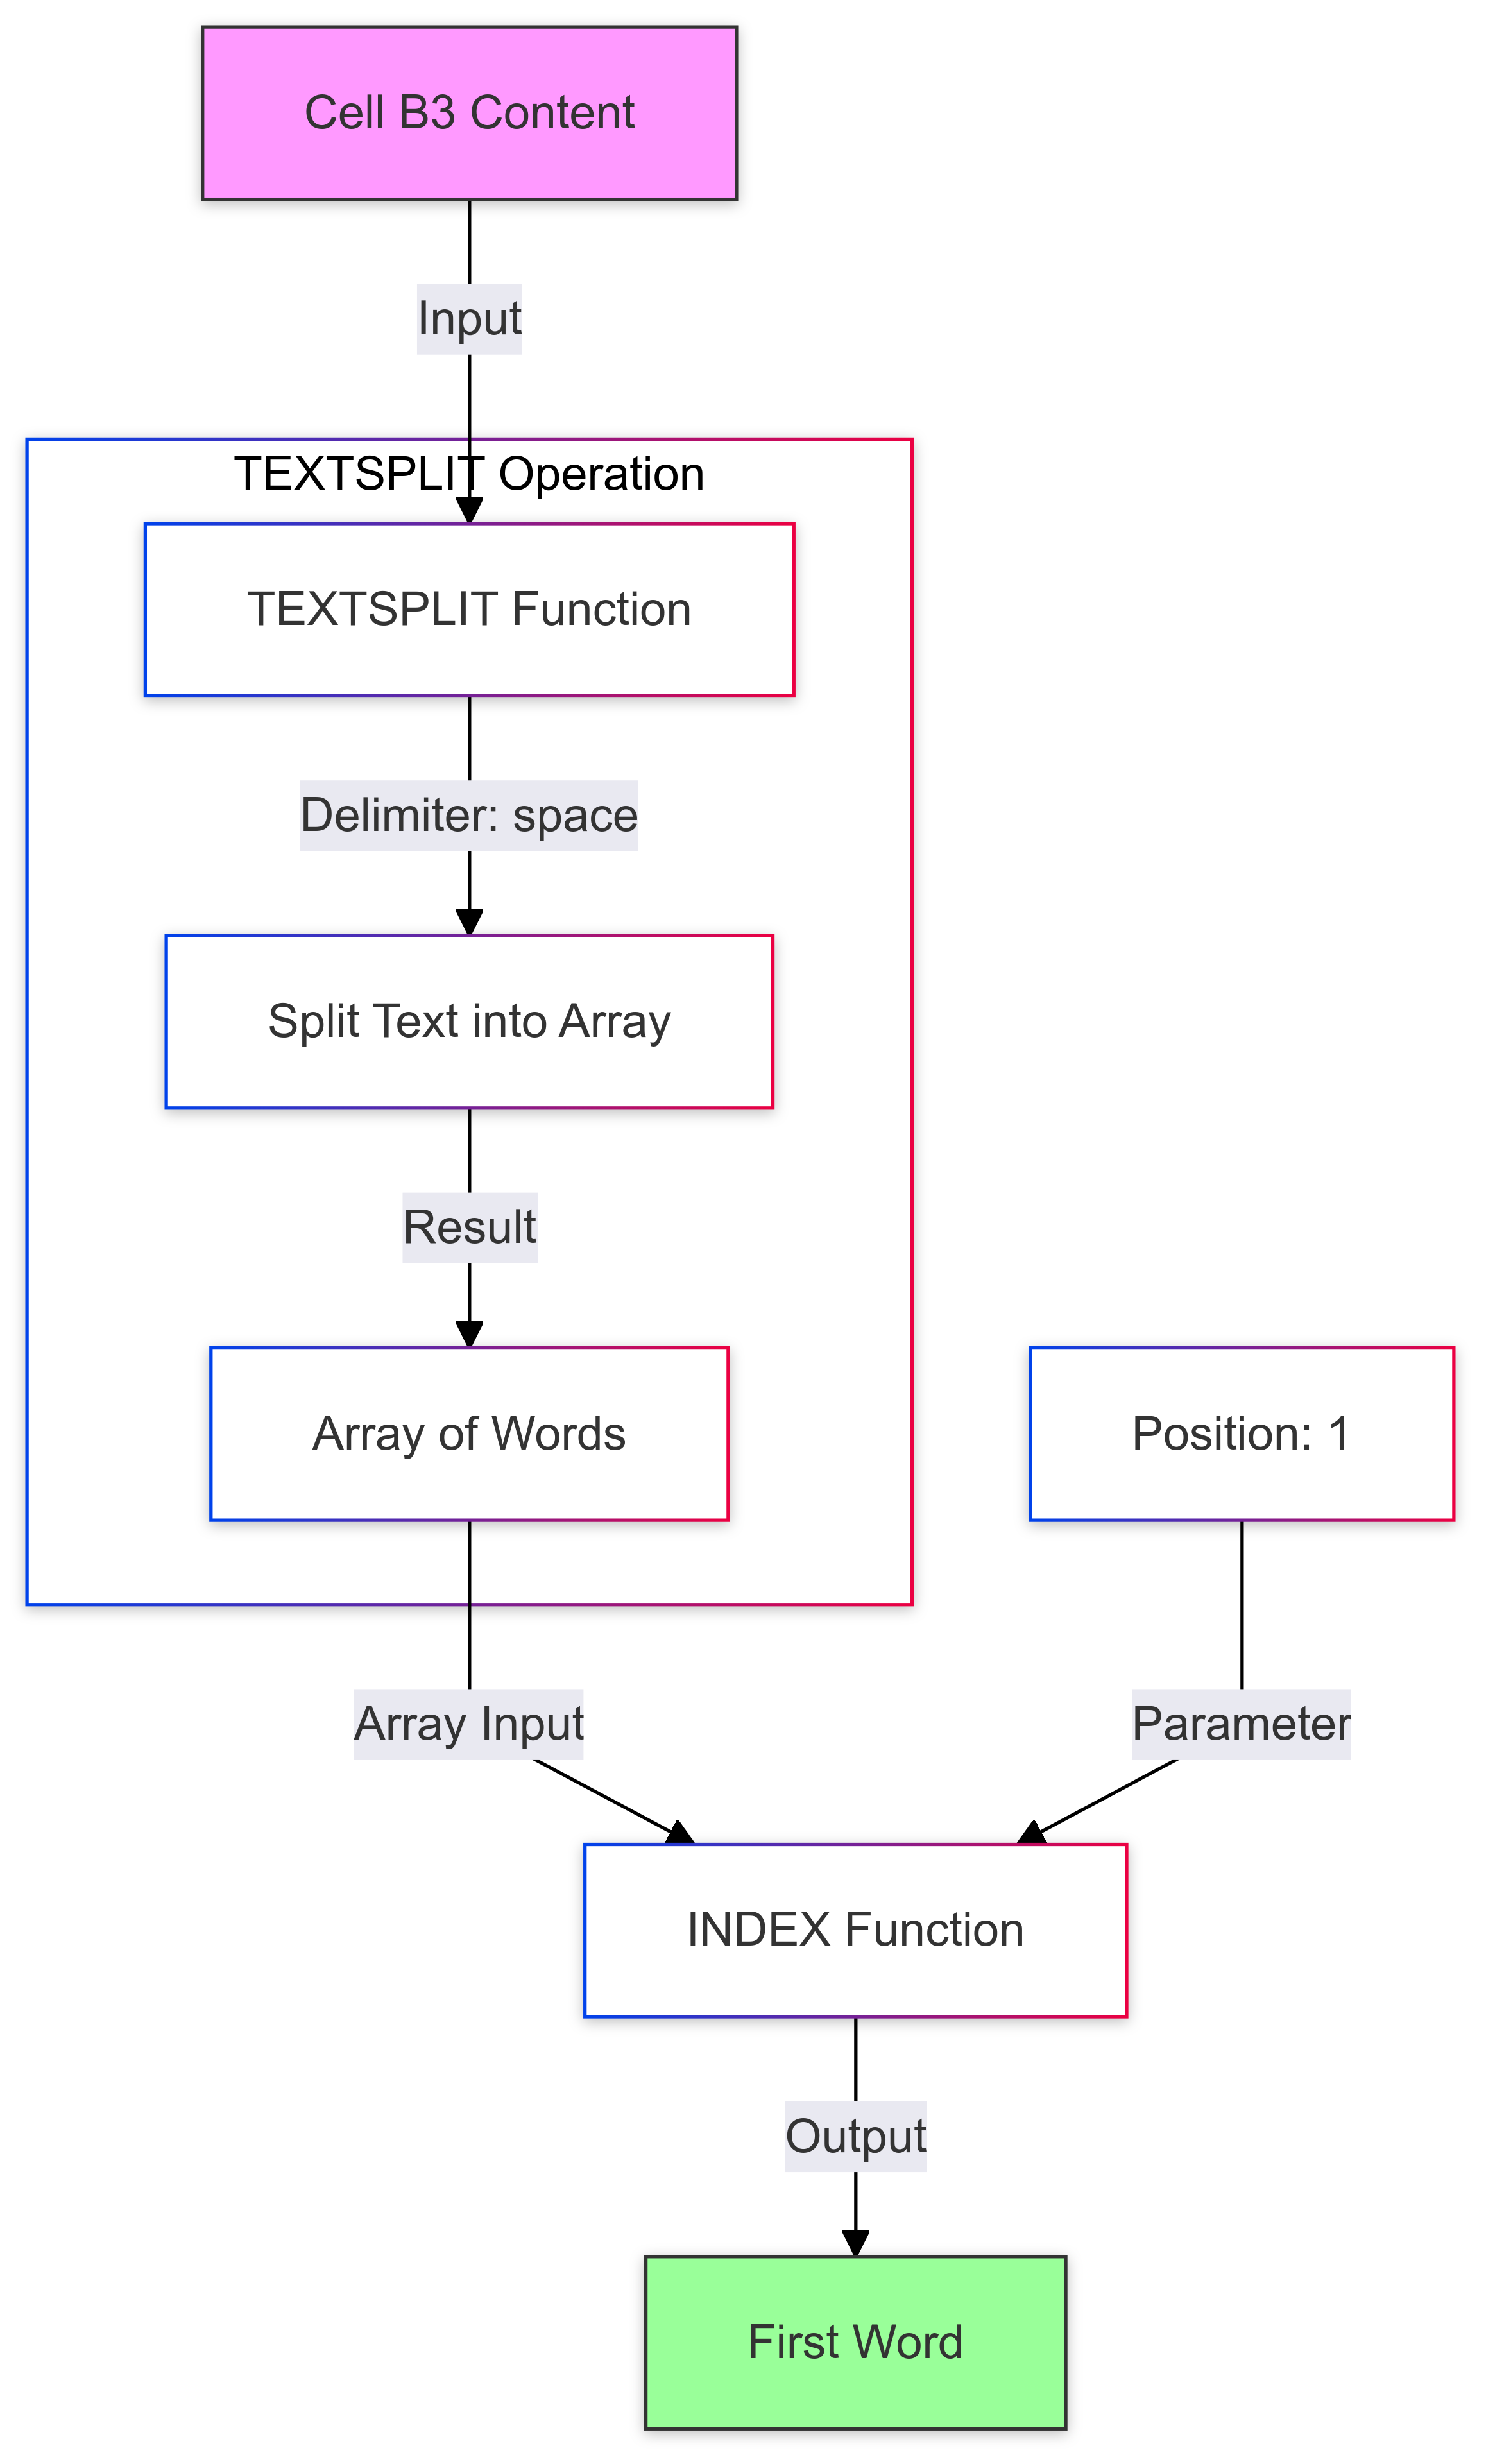 Cell B3 Content
Input
TEXTSPLIT Operation
TEXTSPLIT Function
Delimiter: space
Split Text into Array
Result
Array of Words
Position: 1
Array Input
Parameter
INDEX Function
Output
First Word